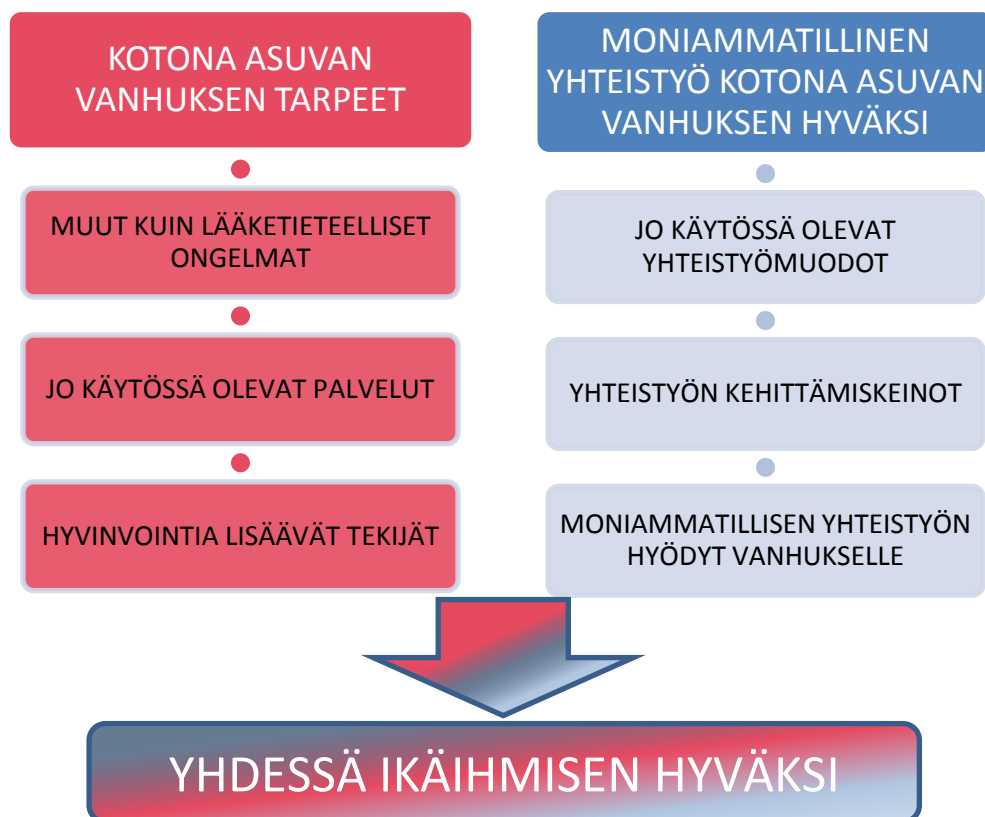 KOTONA ASUVAN
VANHUKSEN TARPEET
MUUT KUIN LÄÄKETIETEELLISET
ONGELMAT
JO KÄYTÖSSÄ OLEVAT PALVELUT
HYVINVOINTIA LISÄÄVÄT TEKIJÄT
MONIAMMATILLINEN
YHTEISTYÖ KOTONA ASUVAN
VANHUKSEN HYVÄKSI
JO KÄYTÖSSÄ OLEVAT
YHTEISTYÖMUODOT
YHTEISTYÖN KEHITTÄMISKEINOT
MONIAMMATILLISEN YHTEISTYÖN
HYÖDYT VANHUKSELLE
YHDESSÄ IKÄIHMISEN HYVÄKSI